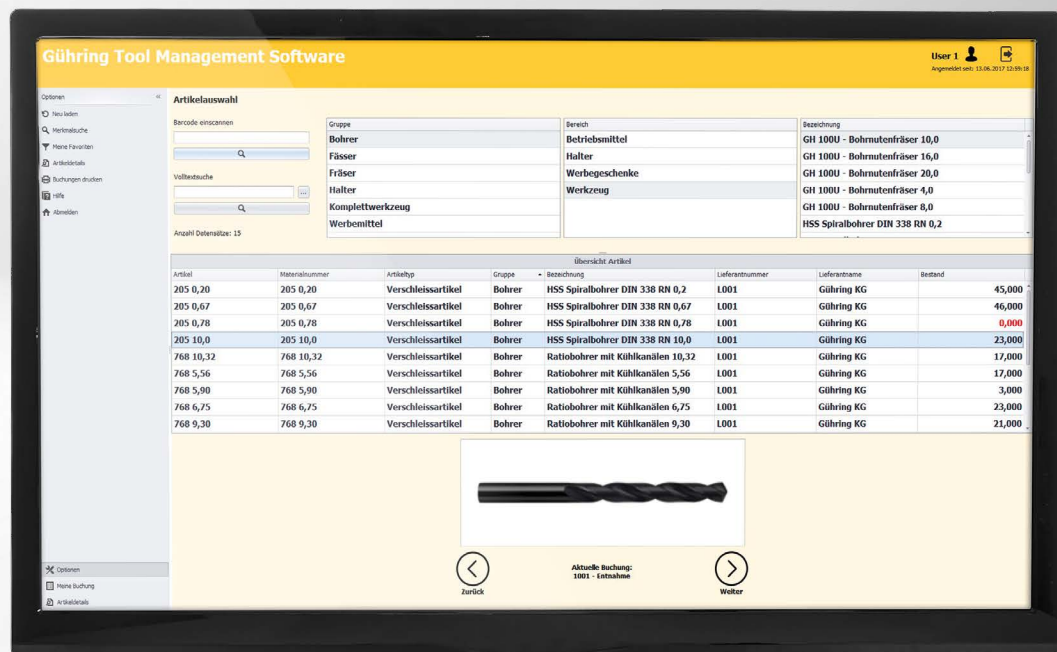 Gühring Tool Management Software
User 1
Angemeldet seit: 13.06.2017 12:59:18
Optionen «
Neu laden
Merkmalsuche
Meine Favoriten
Artikeldetails
Buchungen drucken
Hilfe
Abmelden
Artikelauswahl
Barcode einscannen
Volltextsuche
...
Anzahl Datensätze: 15
Gruppe
Bohrer
Fässer
Fräser
Halter
Komplettwerkzeug
Werbemittel
Bereich
Betriebsmittel
Halter
Werbegeschenke
Werkzeug
Bezeichnung
GH 100U - Bohrnutenfräser 10,0
GH 100U - Bohrnutenfräser 16,0
GH 100U - Bohrnutenfräser 20,0
GH 100U - Bohrnutenfräser 4,0
GH 100U - Bohrnutenfräser 8,0
HSS Spiralbohrer DIN 338 RN 0,2
Übersicht Artikel
Artikel Materialnummer Artikeltyp Gruppe Bezeichnung Lieferantnummer Lieferantname Bestand
205 0,20 205 0,20 Verschleissartikel Bohrer HSS Spiralbohrer DIN 338 RN 0,2 L001 Gühring KG 45,000
205 0,67 205 0,67 Verschleissartikel Bohrer HSS Spiralbohrer DIN 338 RN 0,67 L001 Gühring KG 46,000
205 0,78 205 0,78 Verschleissartikel Bohrer HSS Spiralbohrer DIN 338 RN 0,78 L001 Gühring KG 0,000
205 10,0 205 10,0 Verschleissartikel Bohrer HSS Spiralbohrer DIN 338 RN 10,0 L001 Gühring KG 23,000
768 10,32 768 10,32 Verschleissartikel Bohrer Ratiobohrer mit Kühlkanälen 10,32 L001 Gühring KG 17,000
768 5,56 768 5,56 Verschleissartikel Bohrer Ratiobohrer mit Kühlkanälen 5,56 L001 Gühring KG 17,000
768 5,90 768 5,90 Verschleissartikel Bohrer Ratiobohrer mit Kühlkanälen 5,90 L001 Gühring KG 3,000
768 6,75 768 6,75 Verschleissartikel Bohrer Ratiobohrer mit Kühlkanälen 6,75 L001 Gühring KG 23,000
768 9,30 768 9,30 Verschleissartikel Bohrer Ratiobohrer mit Kühlkanälen 9,30 L001 Gühring KG 21,000
Zurück
Aktuelle Buchung:
1001 - Entnahme
Weiter
Optionen
Meine Buchung
Artikeldetails